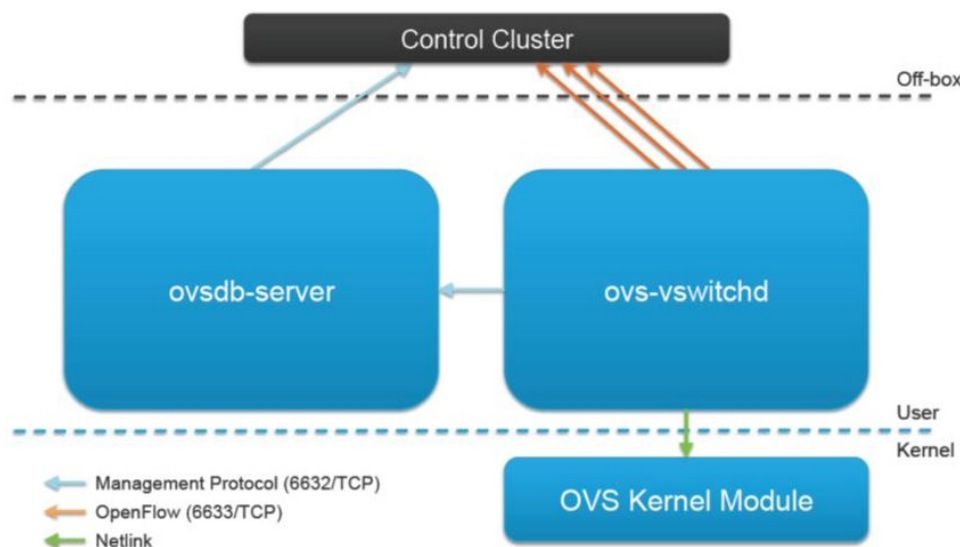 Control Cluster
Off-box
ovsdb-server
ovs-vswitchd
User
Kernel
Management Protocol (6632/TCP)
OpenFlow (6633/TCP)
Netlink
OVS Kernel Module